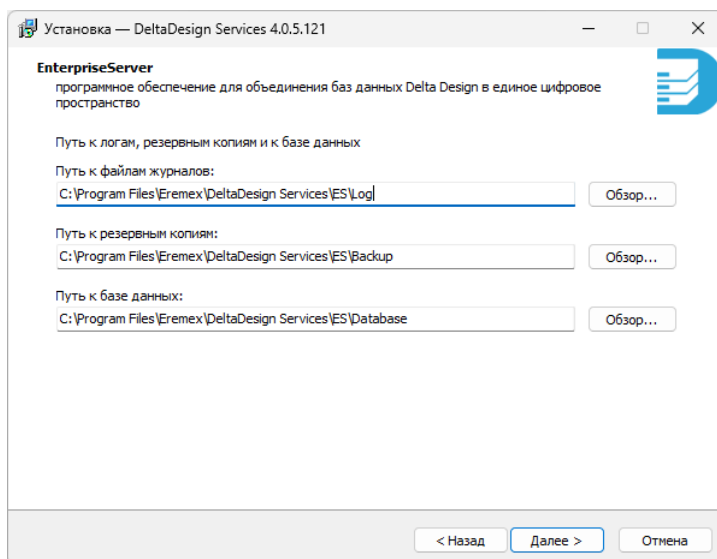 Установка — DeltaDesign Services 4.0.5.121
EnterpriseServer
программное обеспечение для объединения баз данных Delta Design в единое цифровое
пространство
Путь к логам, резервным копиям и к базе данных
Путь к файлам журналов:
C:\Program Files\Eremex\DeltaDesign Services\ES\Log
Обзор...
Путь к резервным копиям:
C:\Program Files\Eremex\DeltaDesign Services\ES\Backup
Обзор...
Путь к базе данных:
C:\Program Files\Eremex\DeltaDesign Services\ES\Database
Обзор...
< Назад
Далее >
Отмена